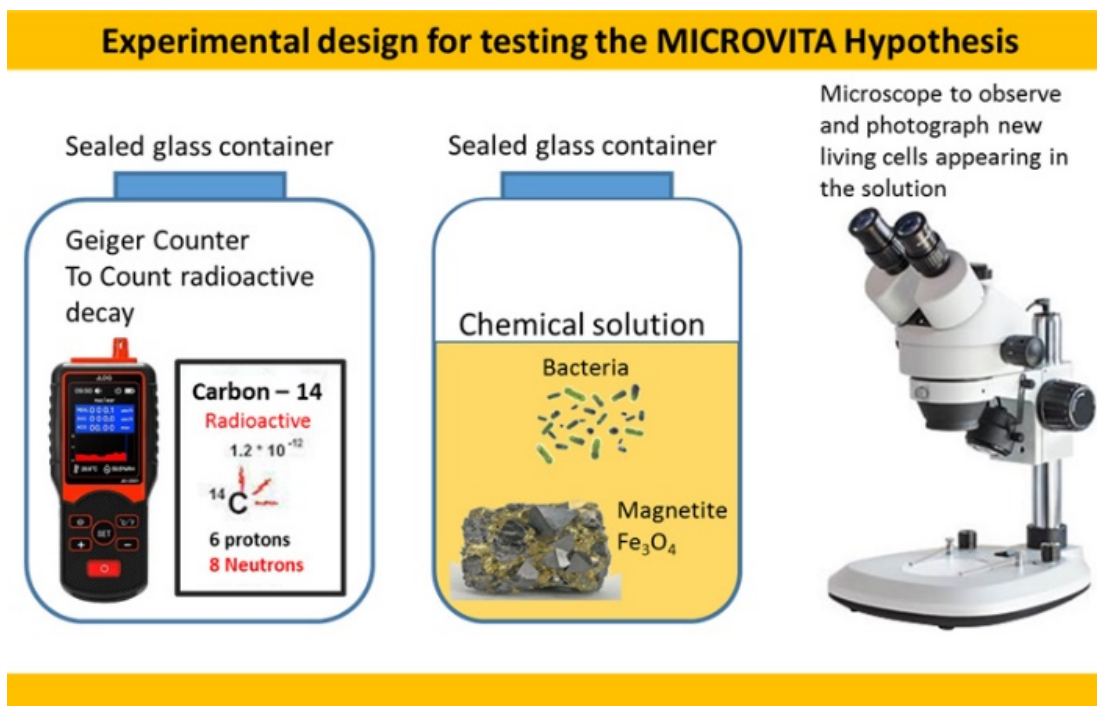 Experimental design for testing the MICROVITA Hypothesis
Sealed glass container
Geiger Counter
To Count radioactive
decay
Carbon – 14
Radioactive
1.2 * 10 -12
14 C
6 protons
8 Neutrons
SET
Sealed glass container
Chemical solution
Bacteria
Magnetite
Fe₃O₄
Microscope to observe
and photograph new
living cells appearing in
the solution